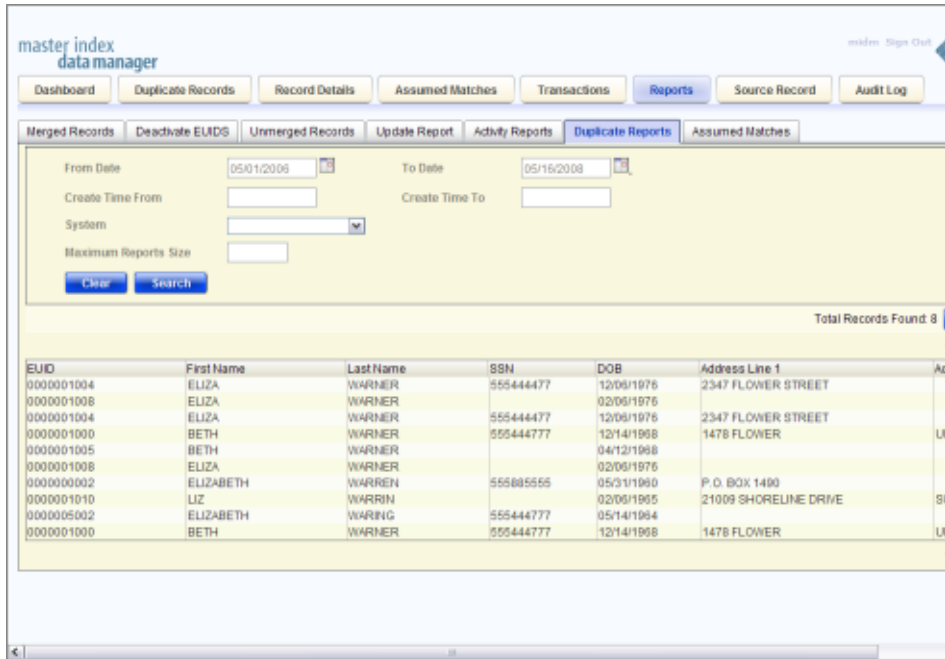 master index
data manager
midm Sign Out
Dashboard Duplicate Records Record Details Assumed Matches Transactions Reports Source Record Audit Log
Merged Records Deactivate EUIDS Unmerged Records Update Report Activity Reports Duplicate Reports Assumed Matches
From Date 05/01/2006 To Date 05/16/2008
Create Time From Create Time To
System
Maximum Reports Size
Clear Search
Total Records Found: 8
EUID First Name Last Name SSN DOB Address Line 1 Ad
0000001004 ELIZA WARNER 555444477 12/06/1976 2347 FLOWER STREET
0000001008 ELIZA WARNER 02/06/1976
0000001004 ELIZA WARNER 555444477 12/06/1976 2347 FLOWER STREET
0000001000 BETH WARNER 555444777 12/14/1968 1478 FLOWER
0000001005 BETH WARNER 04/12/1968
0000001008 ELIZA WARNER 02/06/1976
0000000002 ELIZABETH WARREN 555885555 05/31/1960 P.O. BOX 1490
0000001010 LIZ WARRIN 02/06/1965 21009 SHORELINE DRIVE
0000005002 ELIZABETH WARING 555444777 05/14/1964
0000001000 BETH WARNER 555444777 12/14/1968 1478 FLOWER